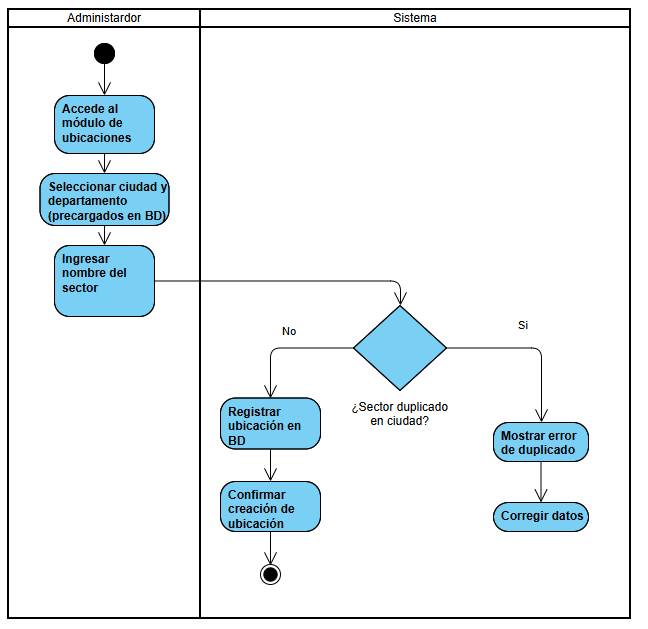 Administardor
Sistema
Accede al
módulo de
ubicaciones
Seleccionar ciudad y
departamento
(precargados en BD)
Ingresar
nombre del
sector
No
Si
¿Sector duplicado
en ciudad?
Registrar
ubicación en
BD
Mostrar error
de duplicado
Confirmar
creación de
ubicación
Corregir datos